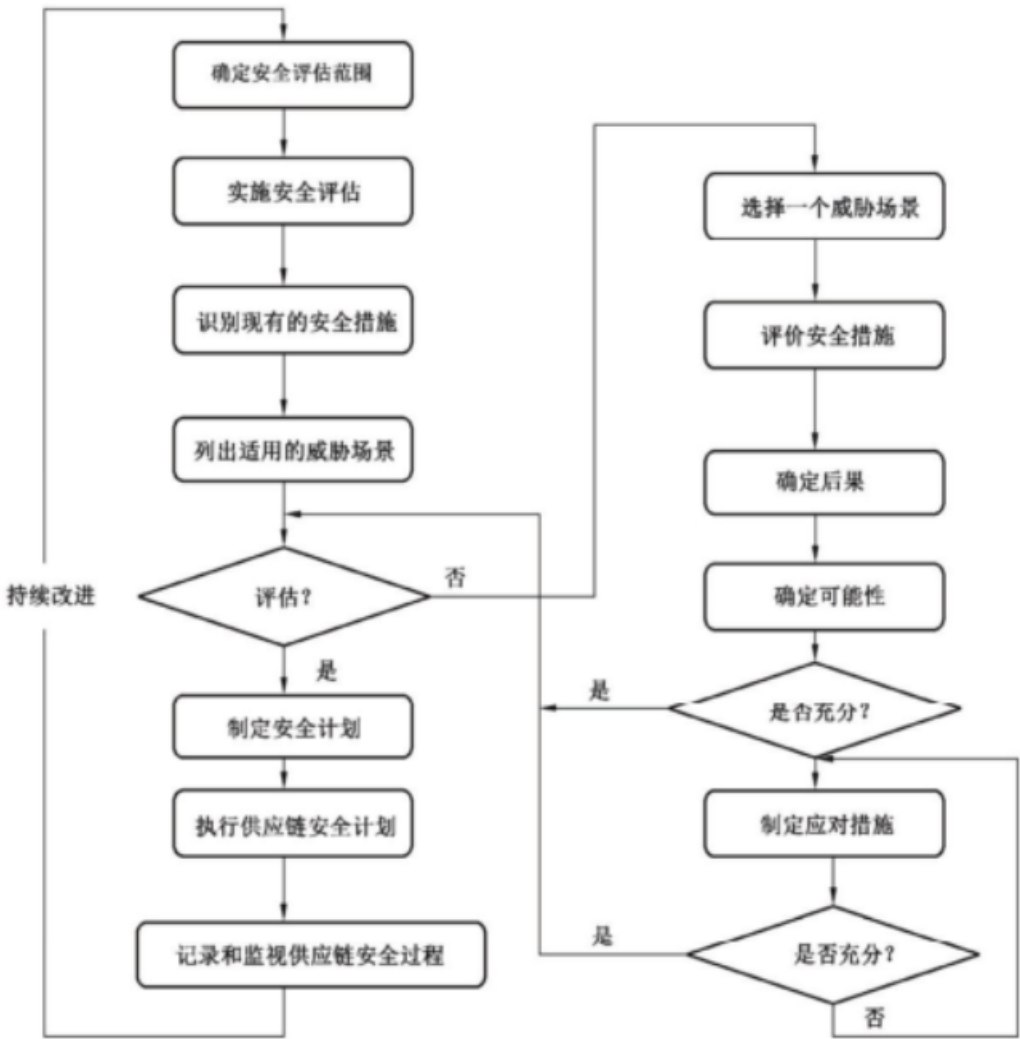 确定安全评估范围
实施安全评估
识别现有的安全措施
列出适用的威胁场景
评估？
否
是
持续改进
制定安全计划
执行供应链安全计划
记录和监视供应链安全过程
选择一个威胁场景
评价安全措施
确定后果
确定可能性
是否充分？
是
制定应对措施
是否充分？
是
否